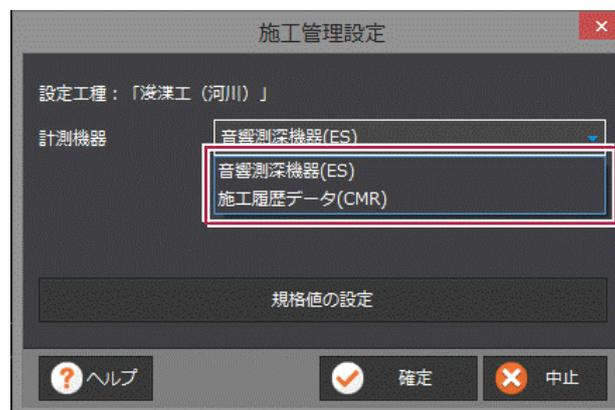 施工管理設定
設定工種：「浚渫工（河川）」
計測機器
音響測深機器(ES)
音響測深機器(ES)
施工履歴データ(CMR)
規格値の設定
?ヘルプ
確定
中止